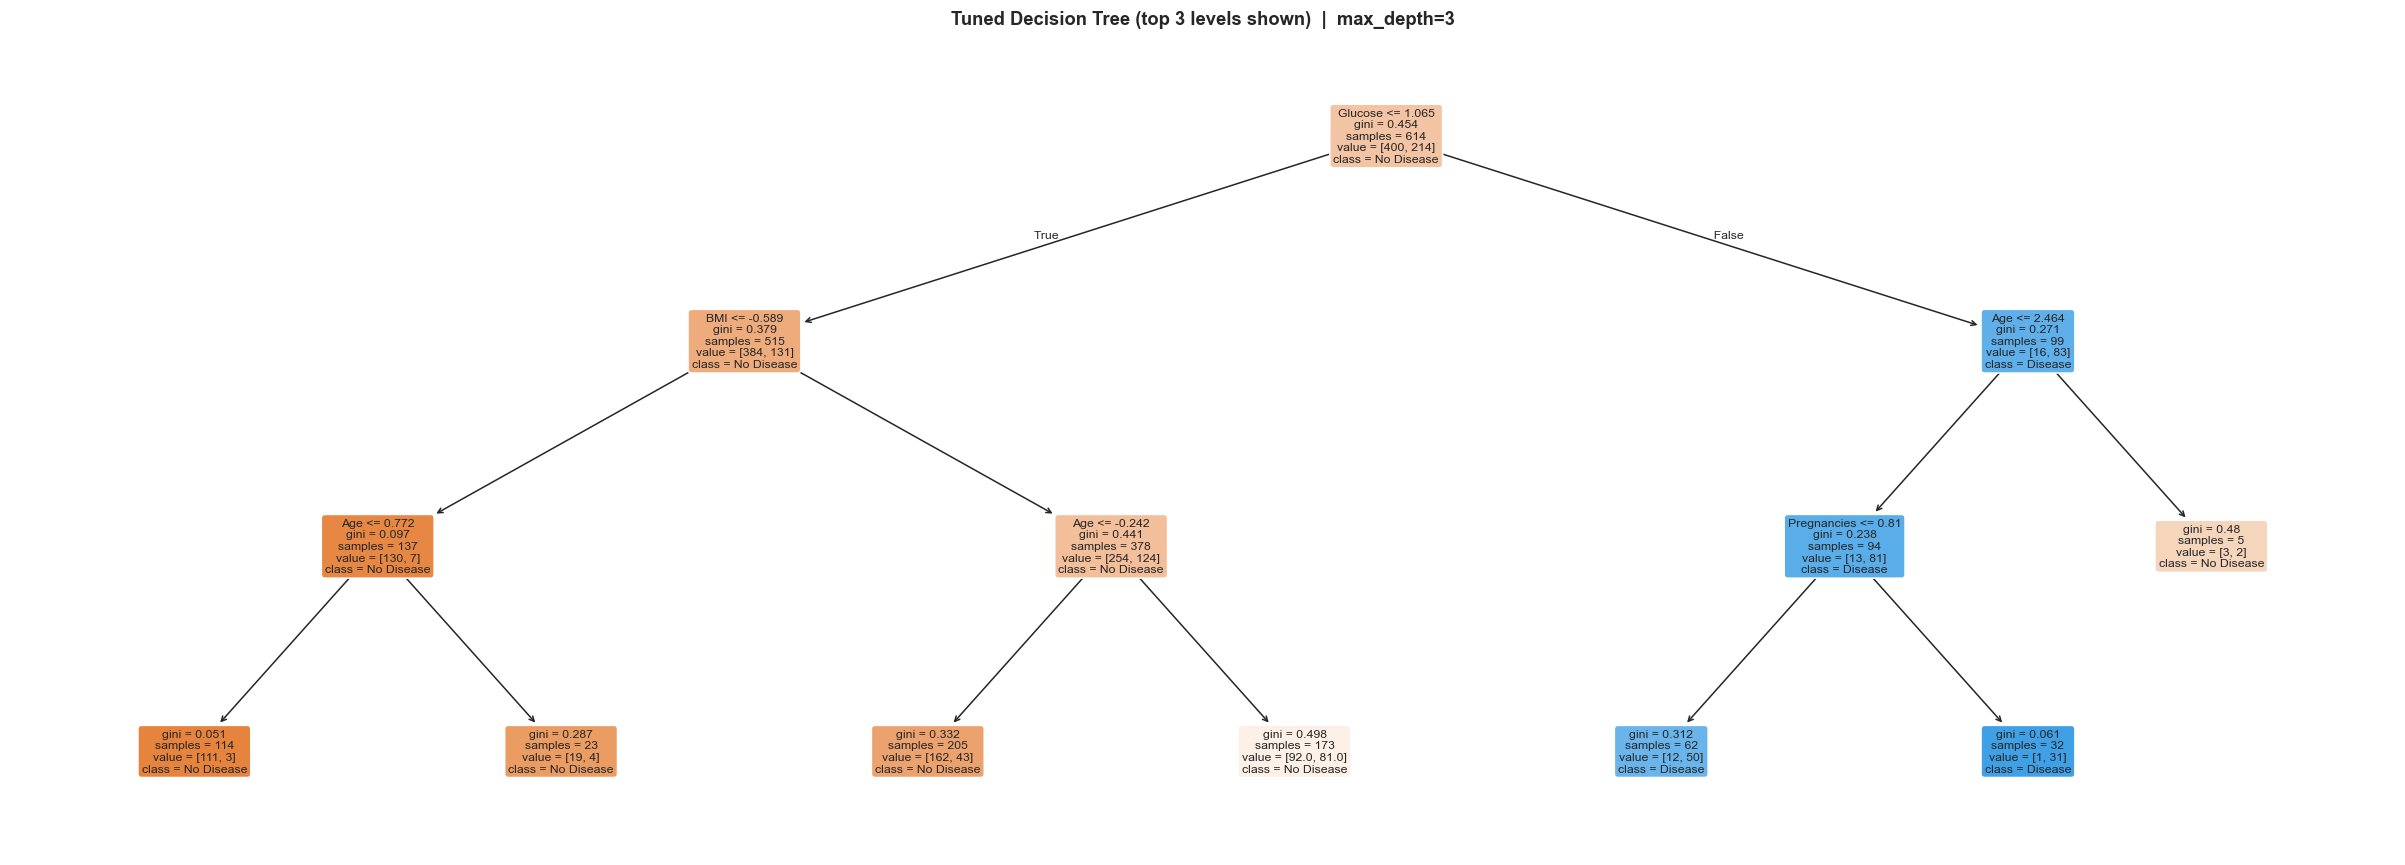 Tuned Decision Tree (top 3 levels shown)  |  max_depth=3
Glucose <= 1.065
gini = 0.454
samples = 614
value = [400, 214]
class = No Disease
True
False
BMI <= -0.589
gini = 0.379
samples = 515
value = [384, 131]
class = No Disease
Age <= 2.464
gini = 0.271
samples = 99
value = [16, 83]
class = Disease
Age <= 0.772
gini = 0.097
samples = 137
value = [130, 7]
class = No Disease
Age <= -0.242
gini = 0.441
samples = 378
value = [254, 124]
class = No Disease
Pregnancies <= 0.81
gini = 0.238
samples = 94
value = [13, 81]
class = Disease
gini = 0.48
samples = 5
value = [3, 2]
class = No Disease
gini = 0.051
samples = 114
value = [111, 3]
class = No Disease
gini = 0.287
samples = 23
value = [19, 4]
class = No Disease
gini = 0.332
samples = 205
value = [162, 43]
class = No Disease
gini = 0.498
samples = 173
value = [92.0, 81.0]
class = No Disease
gini = 0.312
samples = 62
value = [12, 50]
class = Disease
gini = 0.061
samples = 32
value = [1, 31]
class = Disease